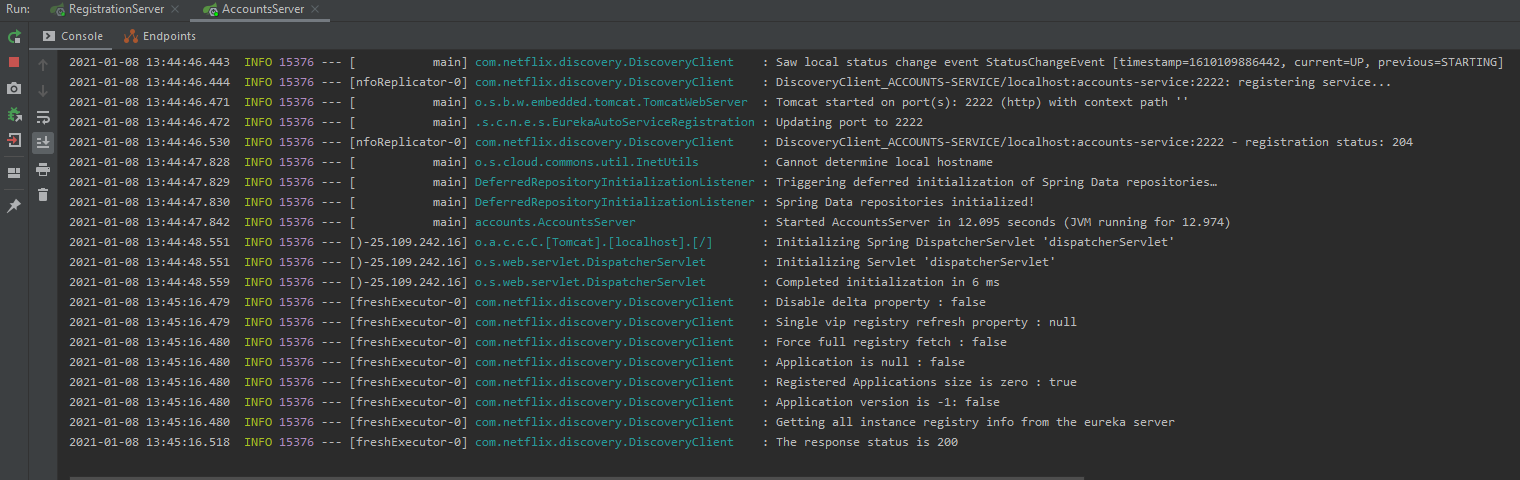 Run: RegistrationServer × AccountsServer ×
Console Endpoints
2021-01-08 13:44:46.443  INFO 15376 --- [           main] com.netflix.discovery.DiscoveryClient    : Saw local status change event StatusChangeEvent [timestamp=1610109886442, current=UP, previous=STARTING]
2021-01-08 13:44:46.444  INFO 15376 --- [nfoReplicator-0] com.netflix.discovery.DiscoveryClient    : DiscoveryClient_ACCOUNTS-SERVICE/localhost:accounts-service:2222: registering service...
2021-01-08 13:44:46.471  INFO 15376 --- [           main] o.s.b.w.embedded.tomcat.TomcatWebServer  : Tomcat started on port(s): 2222 (http) with context path ''
2021-01-08 13:44:46.472  INFO 15376 --- [           main] .s.c.n.e.s.EurekaAutoServiceRegistration : Updating port to 2222
2021-01-08 13:44:46.530  INFO 15376 --- [nfoReplicator-0] com.netflix.discovery.DiscoveryClient    : DiscoveryClient_ACCOUNTS-SERVICE/localhost:accounts-service:2222 - registration status: 204
2021-01-08 13:44:47.828  INFO 15376 --- [           main] o.s.cloud.commons.util.InetUtils         : Cannot determine local hostname
2021-01-08 13:44:47.829  INFO 15376 --- [           main] DeferredRepositoryInitializationListener : Triggering deferred initialization of Spring Data repositories…
2021-01-08 13:44:47.830  INFO 15376 --- [           main] DeferredRepositoryInitializationListener : Spring Data repositories initialized!
2021-01-08 13:44:47.842  INFO 15376 --- [           main] accounts.AccountsServer                  : Started AccountsServer in 12.095 seconds (JVM running for 12.974)
2021-01-08 13:44:48.551  INFO 15376 --- [)-25.109.242.16] o.a.c.c.C.[Tomcat].[localhost].[/]       : Initializing Spring DispatcherServlet 'dispatcherServlet'
2021-01-08 13:44:48.551  INFO 15376 --- [)-25.109.242.16] o.s.web.servlet.DispatcherServlet        : Initializing Servlet 'dispatcherServlet'
2021-01-08 13:44:48.559  INFO 15376 --- [)-25.109.242.16] o.s.web.servlet.DispatcherServlet        : Completed initialization in 6 ms
2021-01-08 13:45:16.479  INFO 15376 --- [freshExecutor-0] com.netflix.discovery.DiscoveryClient    : Disable delta property : false
2021-01-08 13:45:16.479  INFO 15376 --- [freshExecutor-0] com.netflix.discovery.DiscoveryClient    : Single vip registry refresh property : null
2021-01-08 13:45:16.480  INFO 15376 --- [freshExecutor-0] com.netflix.discovery.DiscoveryClient    : Force full registry fetch : false
2021-01-08 13:45:16.480  INFO 15376 --- [freshExecutor-0] com.netflix.discovery.DiscoveryClient    : Application is null : false
2021-01-08 13:45:16.480  INFO 15376 --- [freshExecutor-0] com.netflix.discovery.DiscoveryClient    : Registered Applications size is zero : true
2021-01-08 13:45:16.480  INFO 15376 --- [freshExecutor-0] com.netflix.discovery.DiscoveryClient    : Application version is -1: false
2021-01-08 13:45:16.480  INFO 15376 --- [freshExecutor-0] com.netflix.discovery.DiscoveryClient    : Getting all instance registry info from the eureka server
2021-01-08 13:45:16.518  INFO 15376 --- [freshExecutor-0] com.netflix.discovery.DiscoveryClient    : The response status is 200